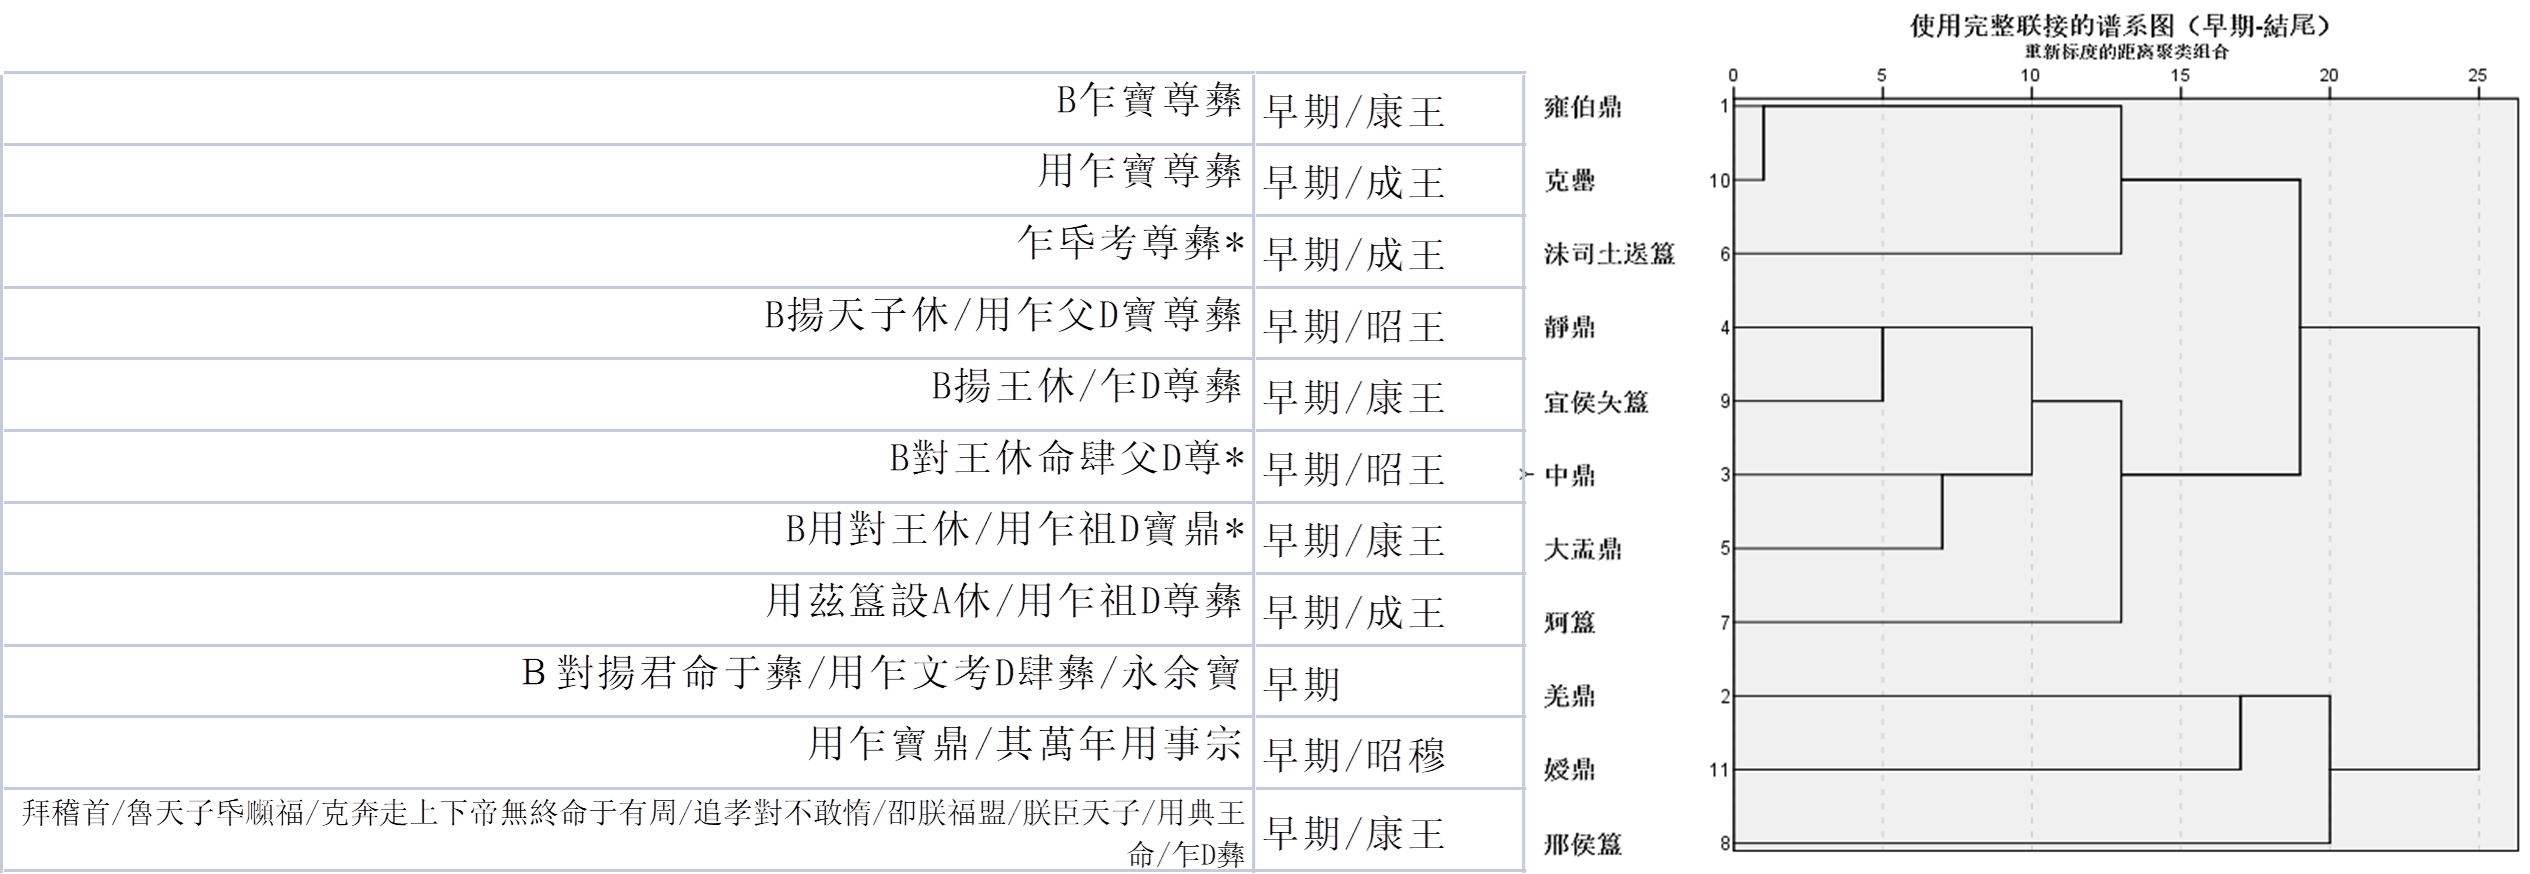 使用完整联接的谱系图（早期-結尾）
重新标度的距离聚类组合
0 5 10 15 20 25
B乍寶尊彝 早期/康王 雍伯鼎 1
用乍寶尊彝 早期/成王 克罍 10
乍氒考尊彝* 早期/成王 沬司土逘簋 6
B揚天子休/用乍父D寶尊彝 早期/昭王 靜鼎 4
B揚王休/乍D尊彝 早期/康王 宜侯夨簋 9
B對王休命肆父D尊* 早期/昭王 中鼎 3
B用對王休/用乍祖D寶鼎* 早期/康王 大盂鼎 5
用茲簋設A休/用乍祖D尊彝 早期/成王 簋 7
B對揚君命于彝/用乍文考D肆彝/永余寶 早期 羌鼎 2
用乍寶鼎/其萬年用事宗 早期/昭穆 鼎 11
拜稽首/魯天子氒順福/克奔走上下帝無終命于有周/追孝對不敢惰/卲朕福盟/朕臣天子/用典王
命/乍D彝 早期/康王 邢侯簋 8